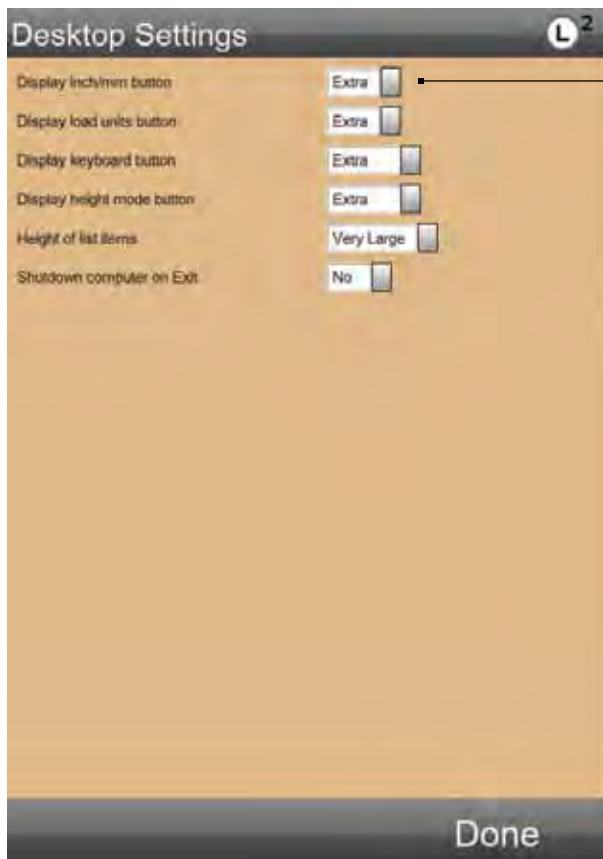 Desktop Settings L 2
Display inch/mm button Extra
Display load units button Extra
Display keyboard button Extra
Display height mode button Extra
Height of list items Very Large
Shutdown computer on Exit No
Done